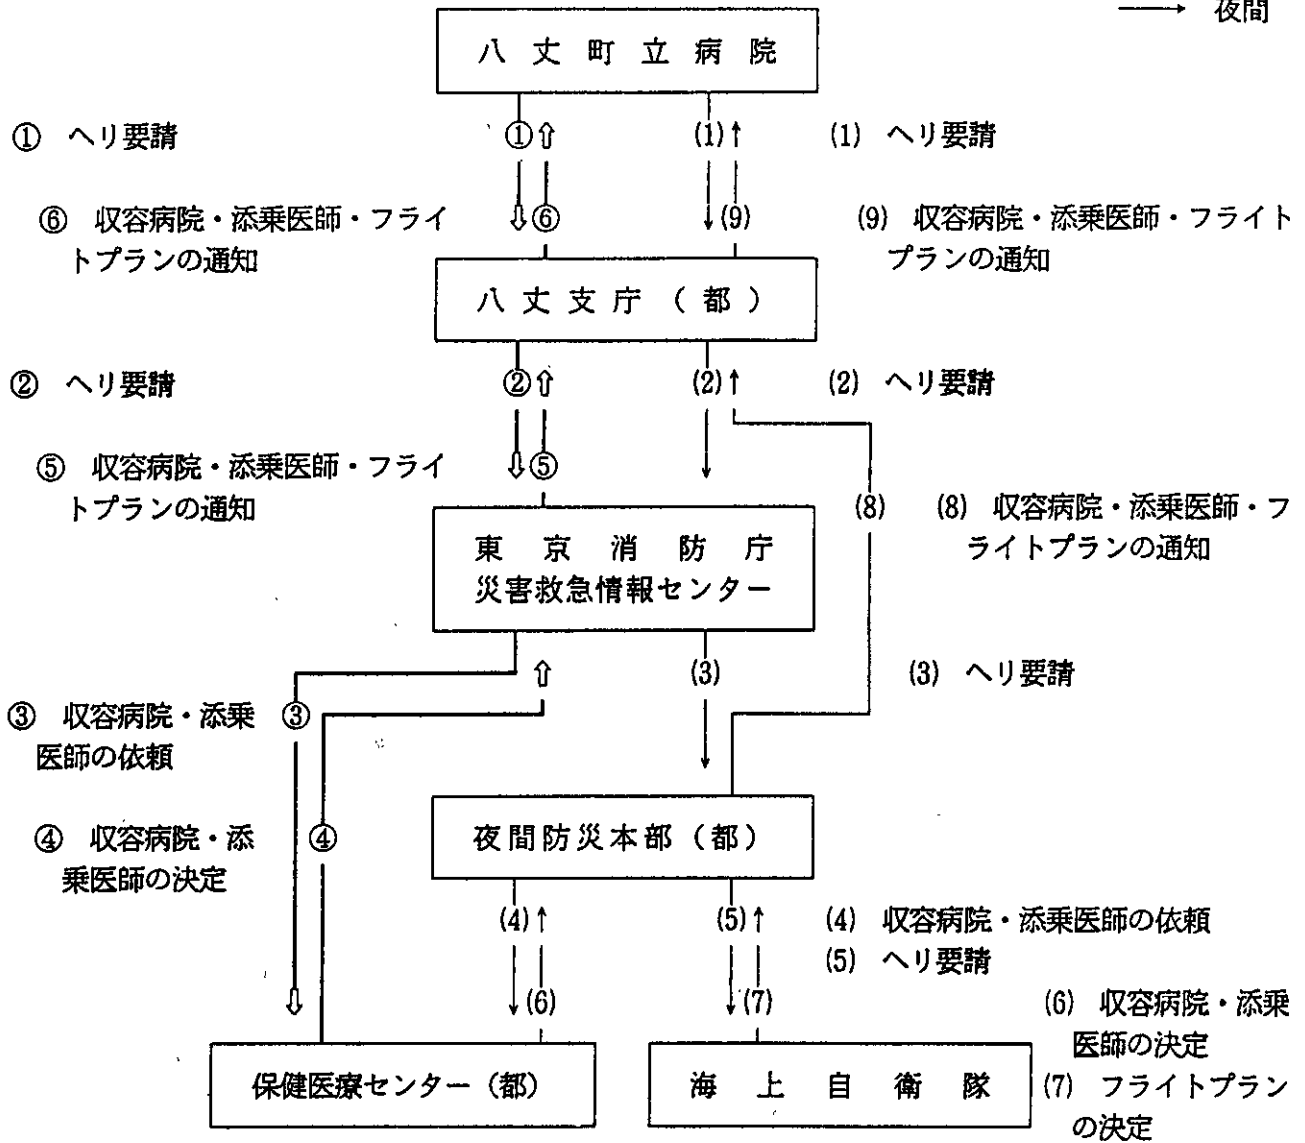 → 夜間
八丈町立病院
① ヘリ要請
① ⇧
(1) ↑
(1) ヘリ要請
⑥ 収容病院・添乗医師・フライ
トプランの通知
⇩ ⑥
↓ (9)
(9) 収容病院・添乗医師・フライト
プランの通知
八丈支庁(都)
② ヘリ要請
② ⇧
(2) ↑
(2) ヘリ要請
⑤ 収容病院・添乗医師・フライ
トプランの通知
⇩ ⑤
(8)
(8) 収容病院・添乗医師・フ
ライトプランの通知
東京消防庁
災害救急情報センター
(3)
(3) ヘリ要請
③ 収容病院・添乗
医師の依頼
③
④ 収容病院・添
乗医師の決定
④
夜間防災本部(都)
(4) ↑
(5) ↑
(4) 収容病院・添乗医師の依頼
(5) ヘリ要請
(6)
(7)
(6) 収容病院・添乗
医師の決定
(7) フライトプラン
の決定
保健医療センター(都)
海上自衛隊